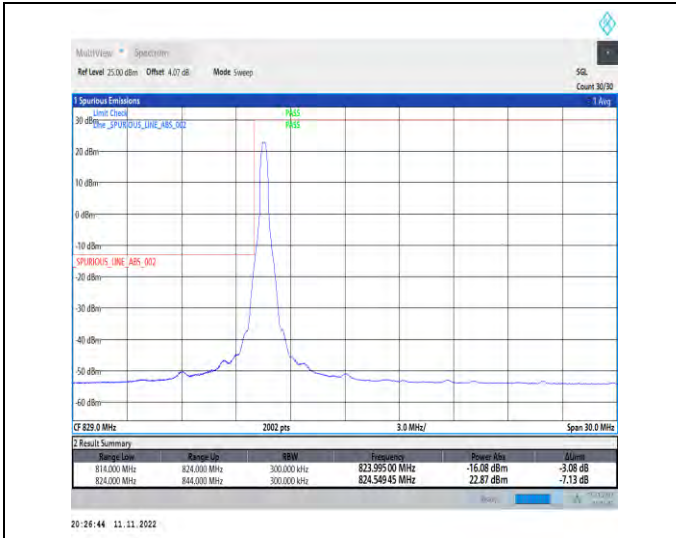 MultiView Spectrum
Ref Level 25.00 dBm Offset 4.07 dB Mode Sweep SGL
Count 30/30
1 Spurious Emissions 1 Avg
Limit Check PASS
30 dBm Line _SPURIOUS_LINE_ABS_002 PASS
20 dBm
10 dBm
0 dBm
-10 dBm
SPURIOUS_LINE_ABS_002
-20 dBm
-30 dBm
-40 dBm
-50 dBm
-60 dBm
CF 829.0 MHz 2002 pts 3.0 MHz/ Span 30.0 MHz
2 Result Summary
Range Low Range Up RBW Frequency Power Abs ΔLimit
814.000 MHz 824.000 MHz 300.000 kHz 823.99500 MHz -16.08 dBm -3.08 dB
824.000 MHz 844.000 MHz 300.000 kHz 824.54945 MHz 22.87 dBm -7.13 dB
20:26:44 11.11.2022